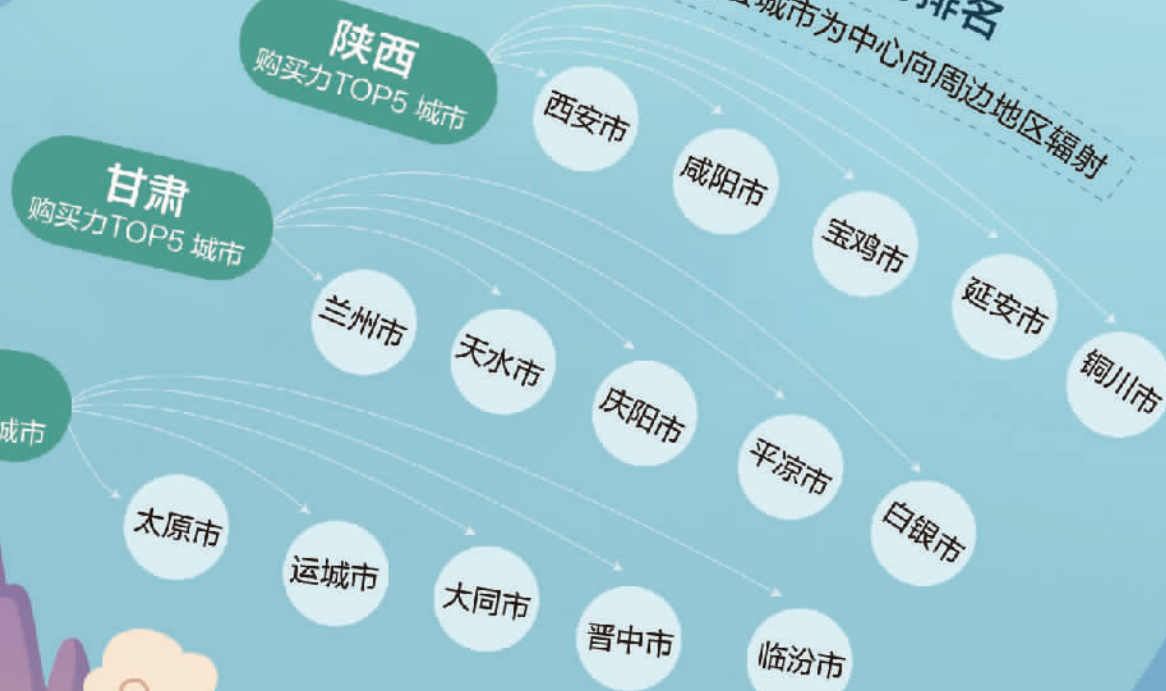 排名
城市为中心向周边地区辐射
陕西
购买力TOP5 城市
西安市
咸阳市
宝鸡市
延安市
铜川市
甘肃
购买力TOP5 城市
兰州市
天水市
庆阳市
平凉市
白银市
城市
太原市
运城市
大同市
晋中市
临汾市